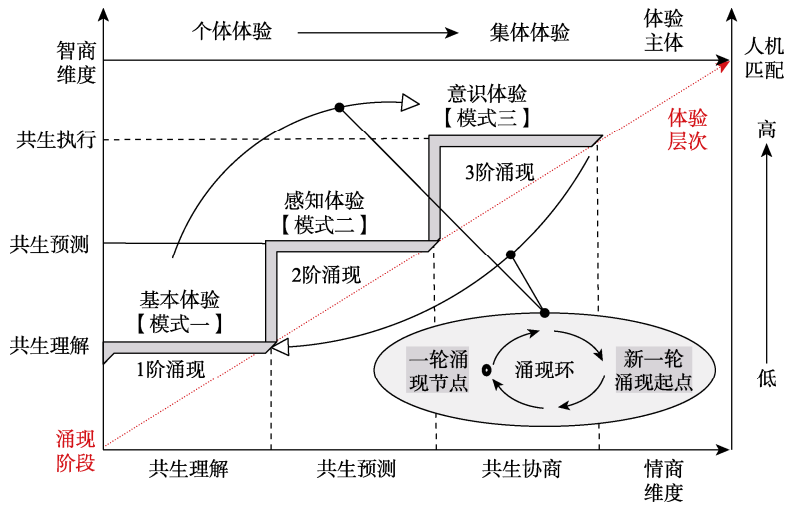 个体体验
集体体验
体验
主体
智商
维度
人机
匹配
意识体验
【模式三】
体验
层次
高
共生执行
3阶涌现
感知体验
【模式二】
共生预测
2阶涌现
基本体验
【模式一】
共生理解
1阶涌现
一轮涌
现节点
涌现环
新一轮
涌现起点
低
涌现
阶段
共生理解
共生预测
共生协商
情商
维度